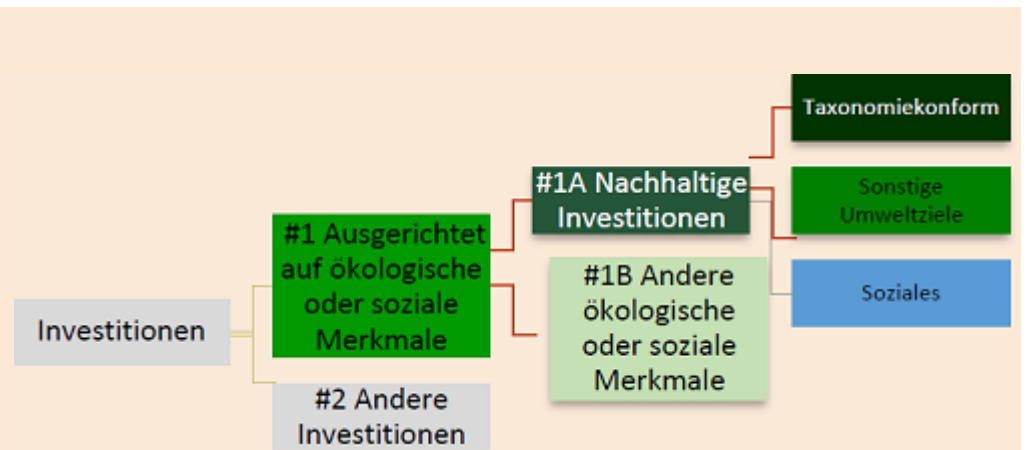 Investitionen
#1 Ausgerichtet
auf ökologische
oder soziale
Merkmale
#2 Andere
Investitionen
#1A Nachhaltige
Investitionen
#1B Andere
ökologische
oder soziale
Merkmale
Taxonomiekonform
Sonstige
Umweltziele
Soziales